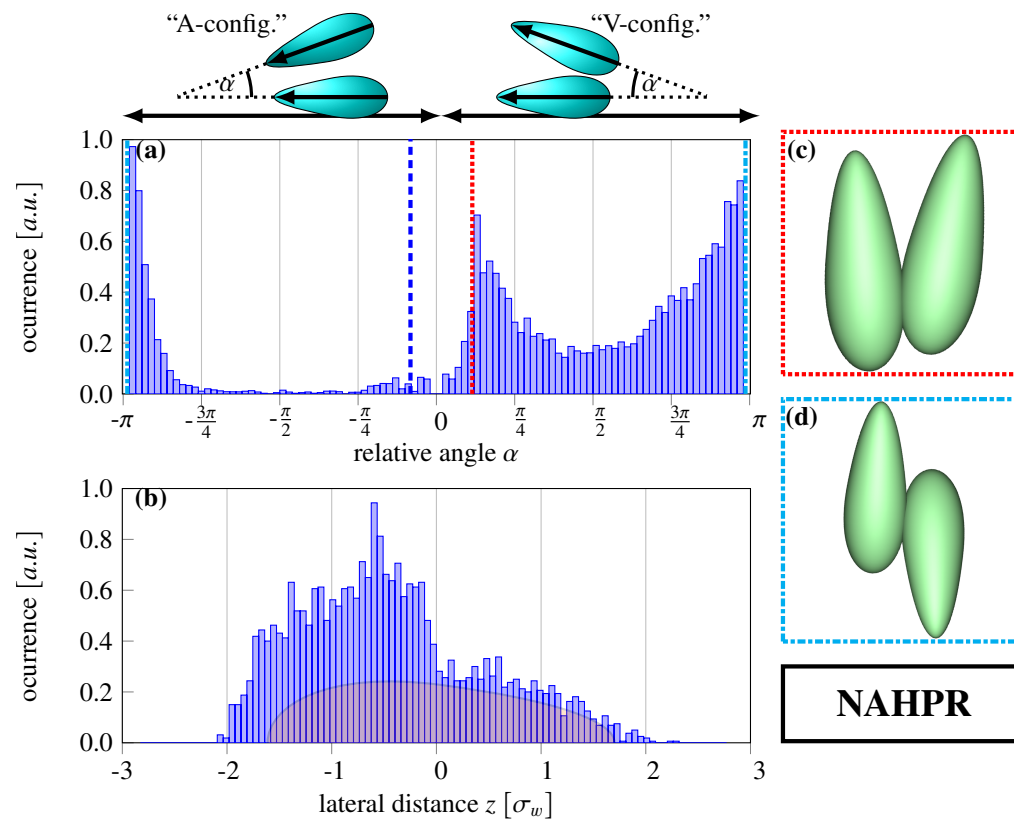 “A-config.” “V-config.”
α α
(a)
ocurrence [a.u.]
1.0
0.8
0.6
0.4
0.2
0.0
-π -3π/4 -π/2 -π/4 0 π/4 π/2 3π/4 π
relative angle α
(b)
ocurrence [a.u.]
1.0
0.8
0.6
0.4
0.2
0.0
-3 -2 -1 0 1 2 3
lateral distance z [σw]
(c)
(d)
NAHPR